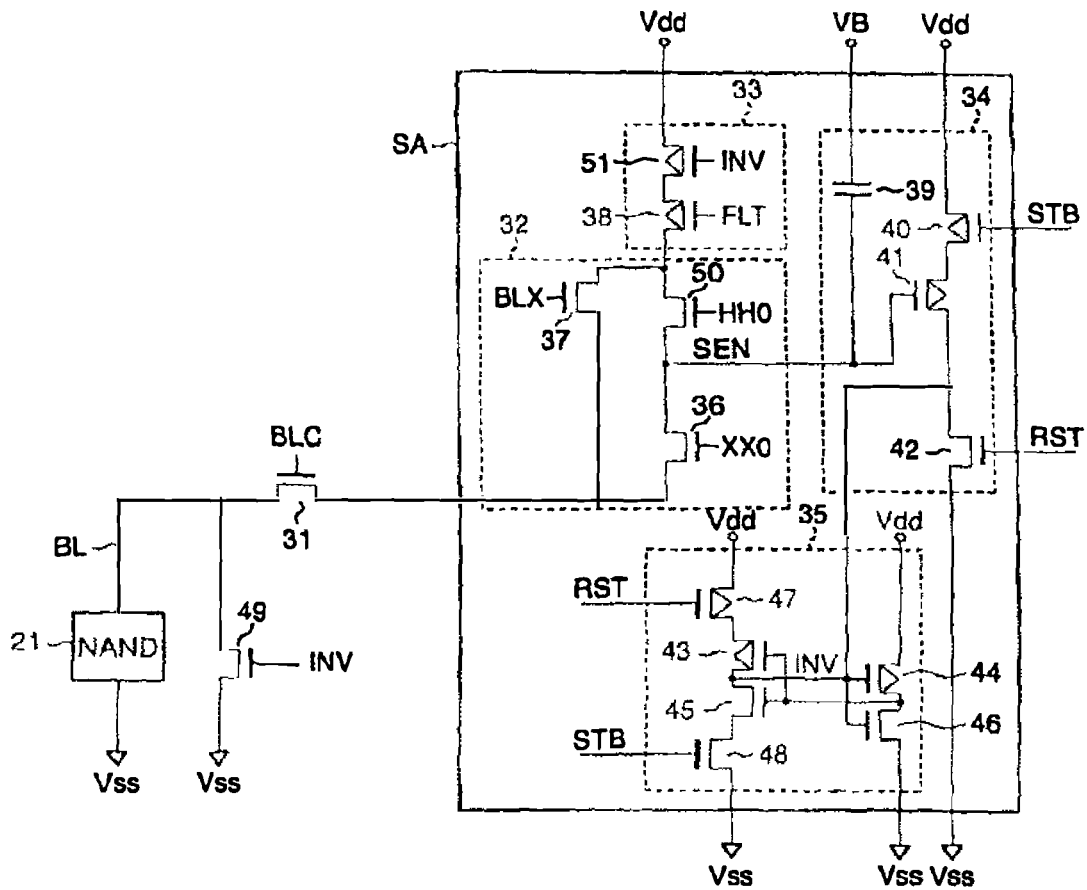 Vdd VB Vdd
33 34
SA
51 INV
38 FLT
39
40 STB
32
50
41
BLX HH0
37
SEN
36
XX0
42 RST
BLC
31
Vdd 35 Vdd
BL
RST 47
49
21 NAND
INV
43 INV 44
45 46
STB 48
Vss Vss
Vss Vss Vss